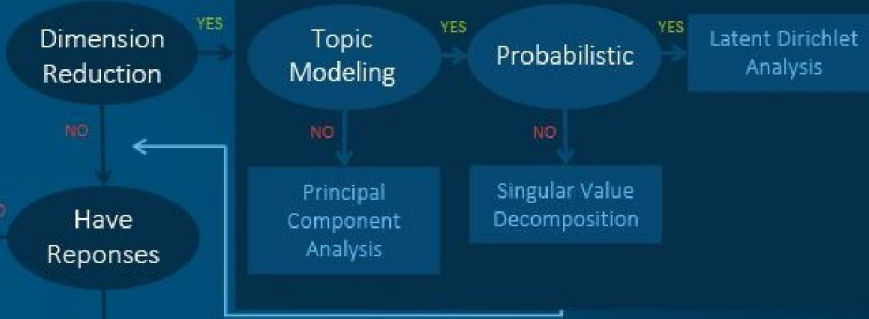 Dimension
Reduction
YES
Topic
Modeling
YES
Probabilistic
YES
Latent Dirichlet
Analysis
NO
NO
NO
Principal
Component
Analysis
Singular Value
Decomposition
Have
Reponses